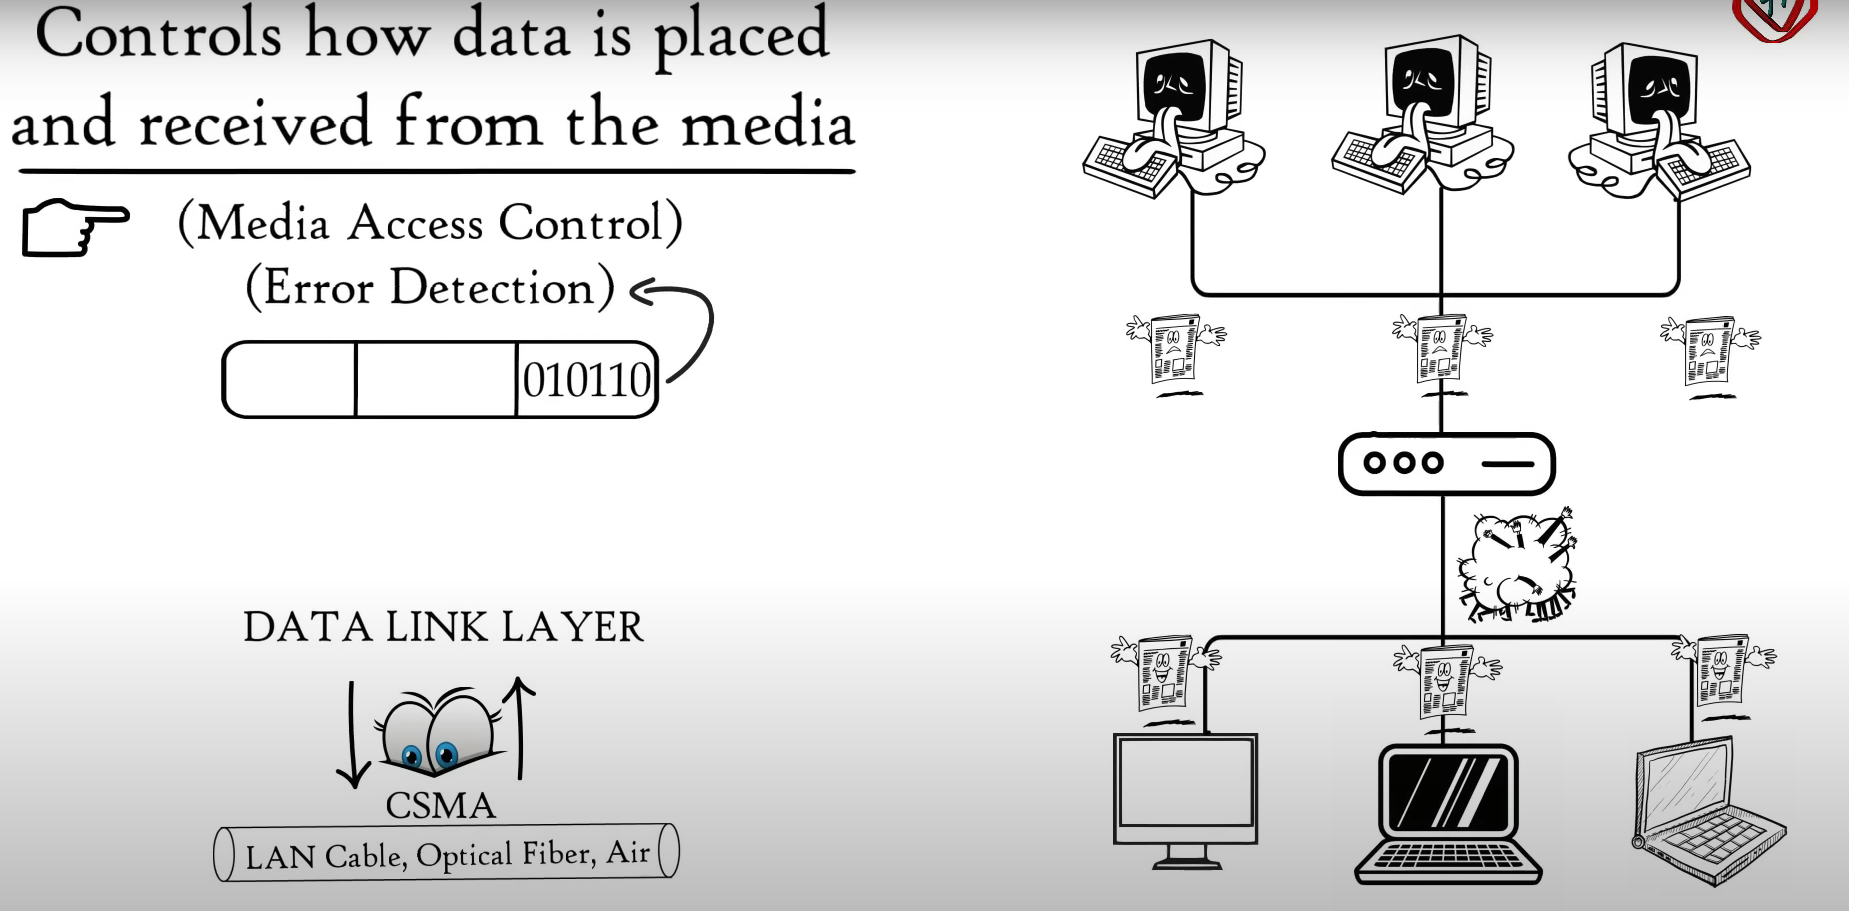 Controls how data is placed
and received from the media
(Media Access Control)
(Error Detection)
010110
DATA LINK LAYER
CSMA
LAN Cable, Optical Fiber, Air